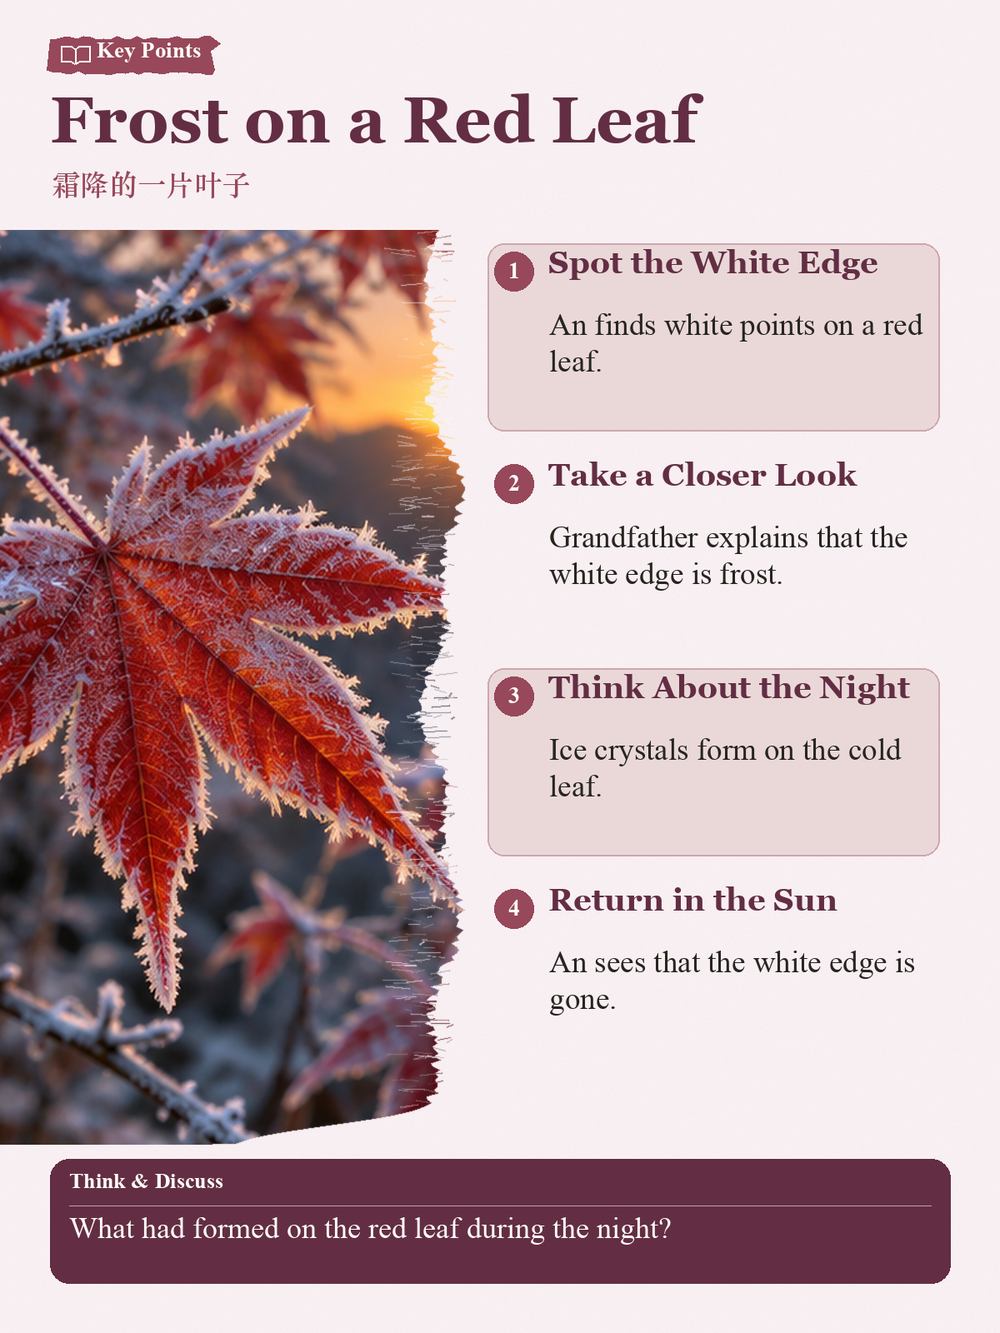 Key Points
Frost on a Red Leaf
霜降的一片叶子
1 Spot the White Edge
An finds white points on a red
leaf.
2 Take a Closer Look
Grandfather explains that the
white edge is frost.
3 Think About the Night
Ice crystals form on the cold
leaf.
4 Return in the Sun
An sees that the white edge is
gone.
Think & Discuss
What had formed on the red leaf during the night?